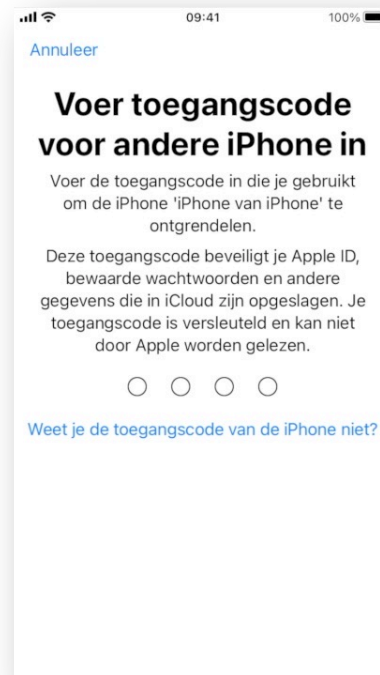 09:41
100%
Annuleer
Voer toegangscode
voor andere iPhone in
Voer de toegangscode in die je gebruikt
om de iPhone 'iPhone van iPhone' te
ontgrendelen.
Deze toegangscode beveiligt je Apple ID,
bewaarde wachtwoorden en andere
gegevens die in iCloud zijn opgeslagen. Je
toegangscode is versleuteld en kan niet
door Apple worden gelezen.
Weet je de toegangscode van de iPhone niet?